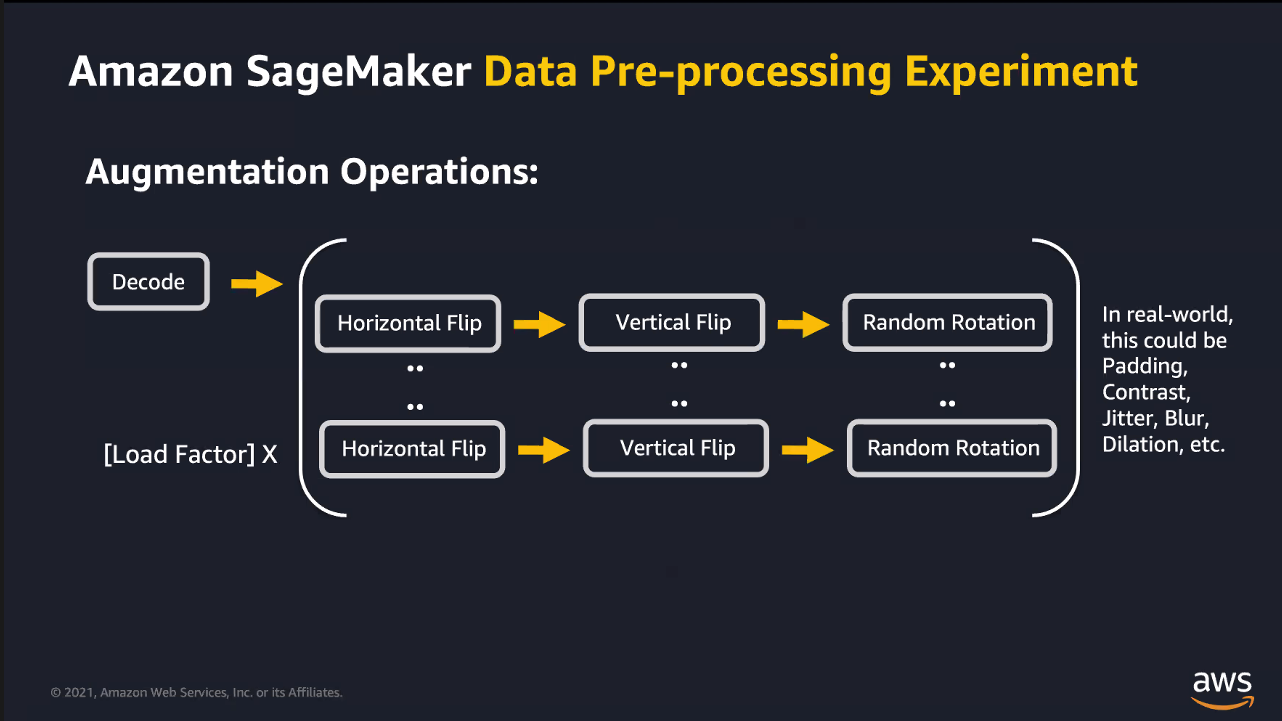 Amazon SageMaker Data Pre-processing Experiment
Augmentation Operations:
Decode
Horizontal Flip
Vertical Flip
Random Rotation
In real-world,
this could be
Padding,
Contrast,
Jitter, Blur,
Dilation, etc.
[Load Factor] X
Horizontal Flip
Vertical Flip
Random Rotation
© 2021, Amazon Web Services, Inc. or its Affiliates.
aws